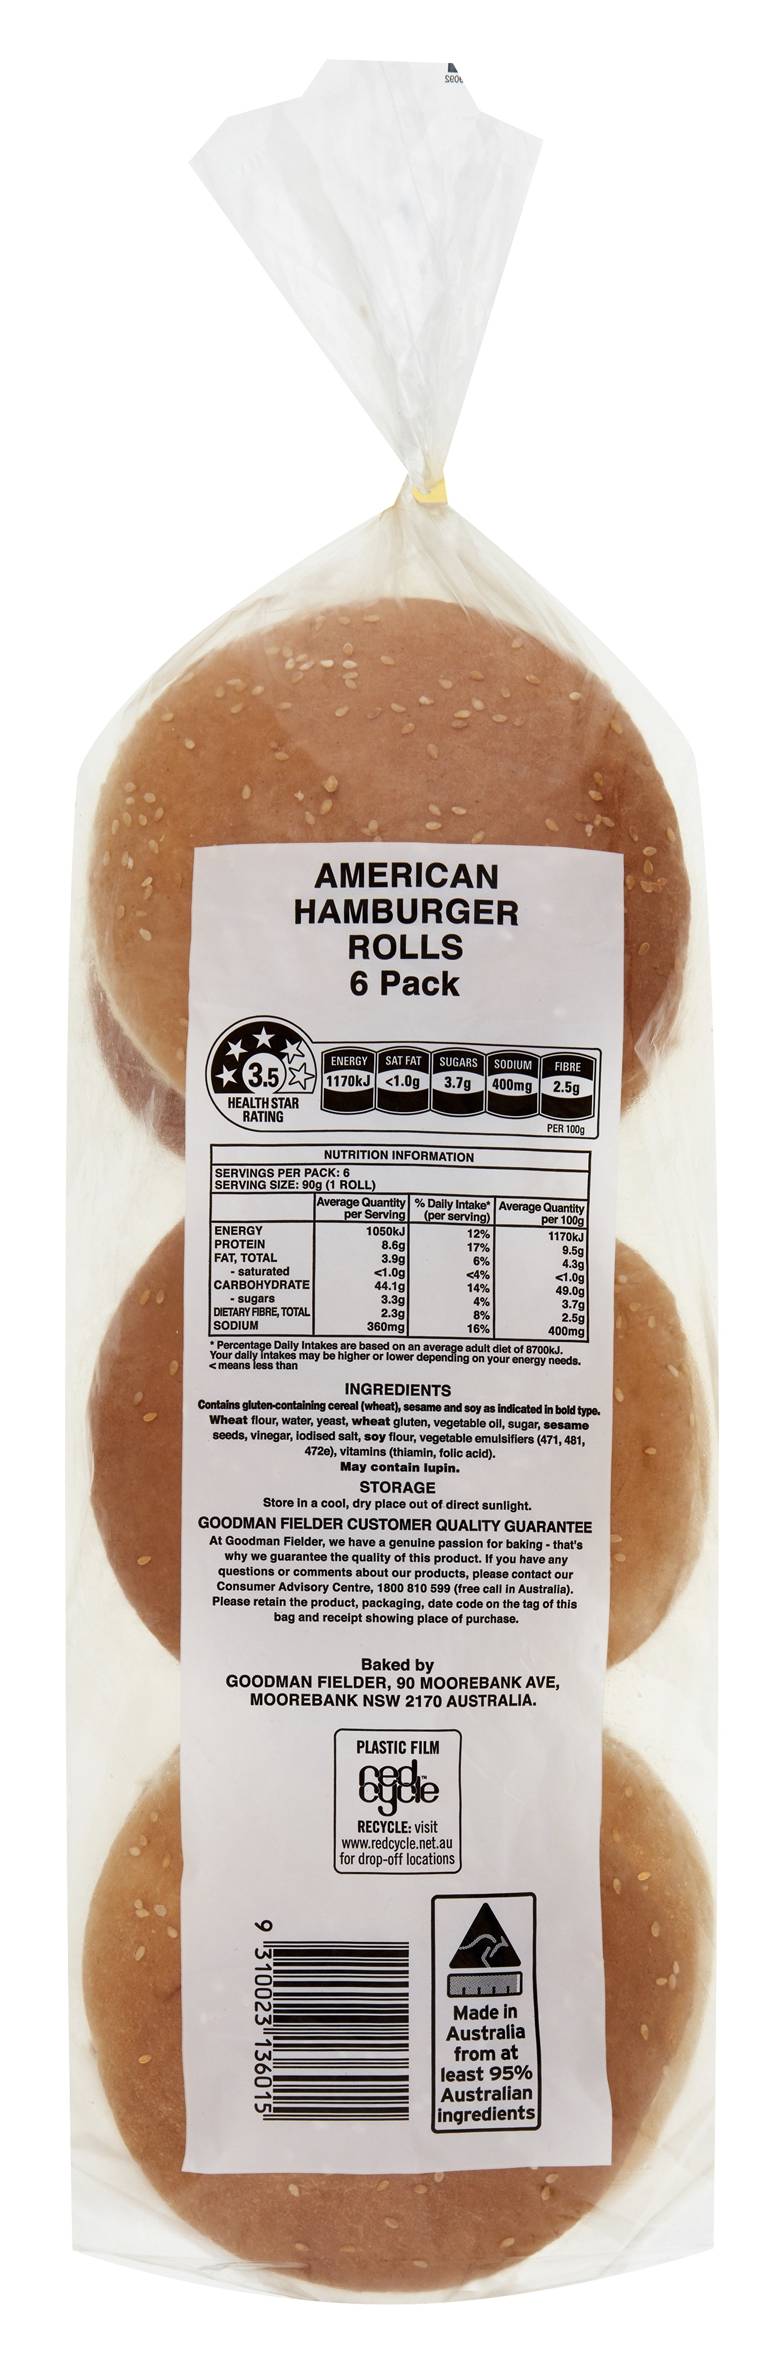 AMERICAN
HAMBURGER
ROLLS
6 Pack
3.5
HEALTH STAR
RATING
ENERGY SAT FAT SUGARS SODIUM FIBRE
1170kJ <1.0g 3.7g 400mg 2.5g
PER 100g
NUTRITION INFORMATION
SERVINGS PER PACK: 6
SERVING SIZE: 90g (1 ROLL)
Average Quantity % Daily Intake* Average Quantity
per Serving (per serving) per 100g
ENERGY 1050kJ 12% 1170kJ
PROTEIN 8.6g 17% 9.5g
FAT, TOTAL 3.9g 6% 4.3g
- saturated <1.0g <4% <1.0g
CARBOHYDRATE 44.1g 14% 49.0g
- sugars 3.3g 4% 3.7g
DIETARY FIBRE, TOTAL 2.3g 8% 2.5g
SODIUM 360mg 16% 400mg
* Percentage Daily Intakes are based on an average adult diet of 8700kJ.
Your daily intakes may be higher or lower depending on your energy needs.
< means less than
INGREDIENTS
Contains gluten-containing cereal (wheat), sesame and soy as indicated in bold type.
Wheat flour, water, yeast, wheat gluten, vegetable oil, sugar, sesame
seeds, vinegar, iodised salt, soy flour, vegetable emulsifiers (471, 481,
472e), vitamins (thiamin, folic acid).
May contain lupin.
STORAGE
Store in a cool, dry place out of direct sunlight.
GOODMAN FIELDER CUSTOMER QUALITY GUARANTEE
At Goodman Fielder, we have a genuine passion for baking - that's
why we guarantee the quality of this product. If you have any
questions or comments about our products, please contact our
Consumer Advisory Centre, 1800 810 599 (free call in Australia).
Please retain the product, packaging, date code on the tag of this
bag and receipt showing place of purchase.
Baked by
GOODMAN FIELDER, 90 MOOREBANK AVE,
MOOREBANK NSW 2170 AUSTRALIA.
PLASTIC FILM
red
cycle™
RECYCLE: visit
www.redcycle.net.au
for drop-off locations
9 310023 136015
Made in
Australia
from at
least 95%
Australian
ingredients